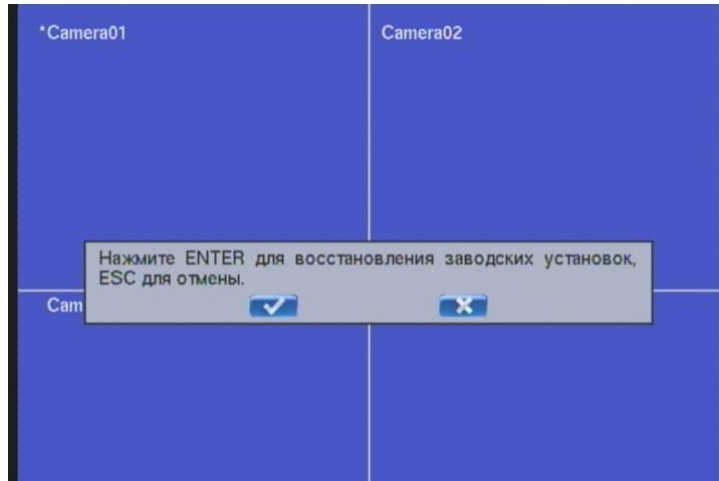 *Camera01
Camera02
Нажмите ENTER для восстановления заводских установок,
ESC для отмены.
Cam